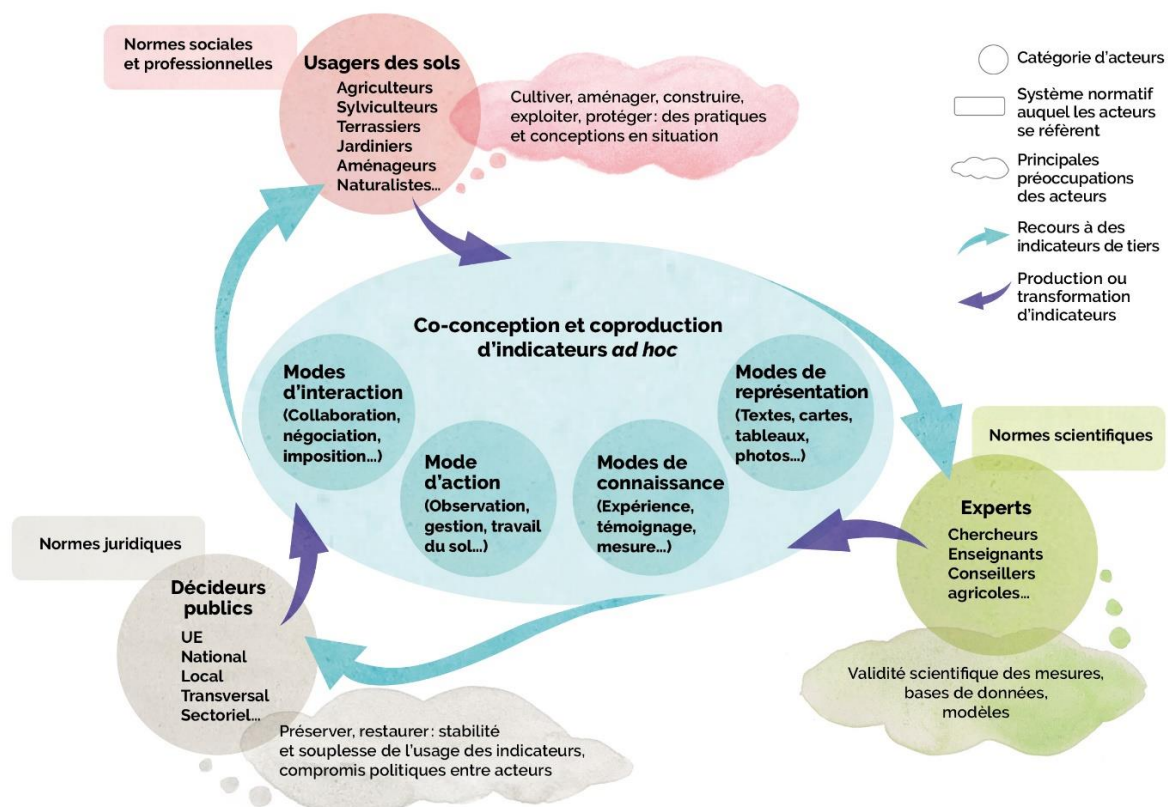 Normes sociales
et professionnelles
Usagers des sols
Agriculteurs
Sylviculteurs
Terrassiers
Jardiniers
Aménageurs
Naturalistes...
Cultiver, aménager, construire,
exploiter, protéger : des pratiques
et conceptions en situation
Catégorie d'acteurs
Système normatif
auquel les acteurs
se réfèrent
Principales
préoccupations
des acteurs
Recours à des
indicateurs de tiers
Production ou
transformation
d'indicateurs
Co-conception et coproduction
d'indicateurs ad hoc
Modes
d'interaction
(Collaboration,
négociation,
imposition...)
Mode
d'action
(Observation,
gestion, travail
du sol...)
Modes de
connaissance
(Expérience,
témoignage,
mesure...)
Modes de
représentation
(Textes, cartes,
tableaux,
photos...)
Normes scientifiques
Experts
Chercheurs
Enseignants
Conseillers
agricoles...
Validité scientifique des mesures,
bases de données,
modèles
Normes juridiques
Décideurs
publics
UE
National
Local
Transversal
Sectoriel...
Préserver, restaurer : stabilité
et souplesse de l'usage des indicateurs,
compromis politiques entre acteurs